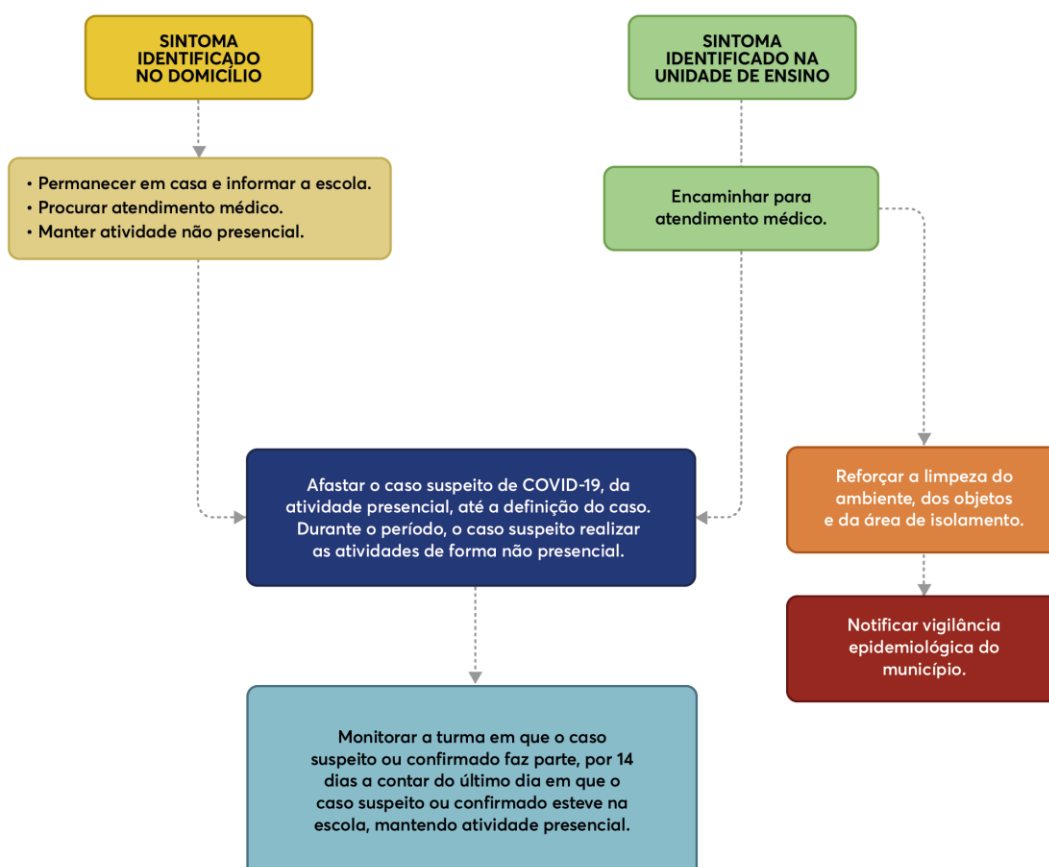 SINTOMA
IDENTIFICADO
NO DOMICÍLIO
SINTOMA
IDENTIFICADO NA
UNIDADE DE ENSINO
• Permanecer em casa e informar a escola.
• Procurar atendimento médico.
• Manter atividade não presencial.
Encaminhar para
atendimento médico.
Afastar o caso suspeito de COVID-19, da
atividade presencial, até a definição do caso.
Durante o período, o caso suspeito realizar
as atividades de forma não presencial.
Reforçar a limpeza do
ambiente, dos objetos
e da área de isolamento.
Notificar vigilância
epidemiológica do
município.
Monitorar a turma em que o caso
suspeito ou confirmado faz parte, por 14
dias a contar do último dia em que o
caso suspeito ou confirmado esteve na
escola, mantendo atividade presencial.